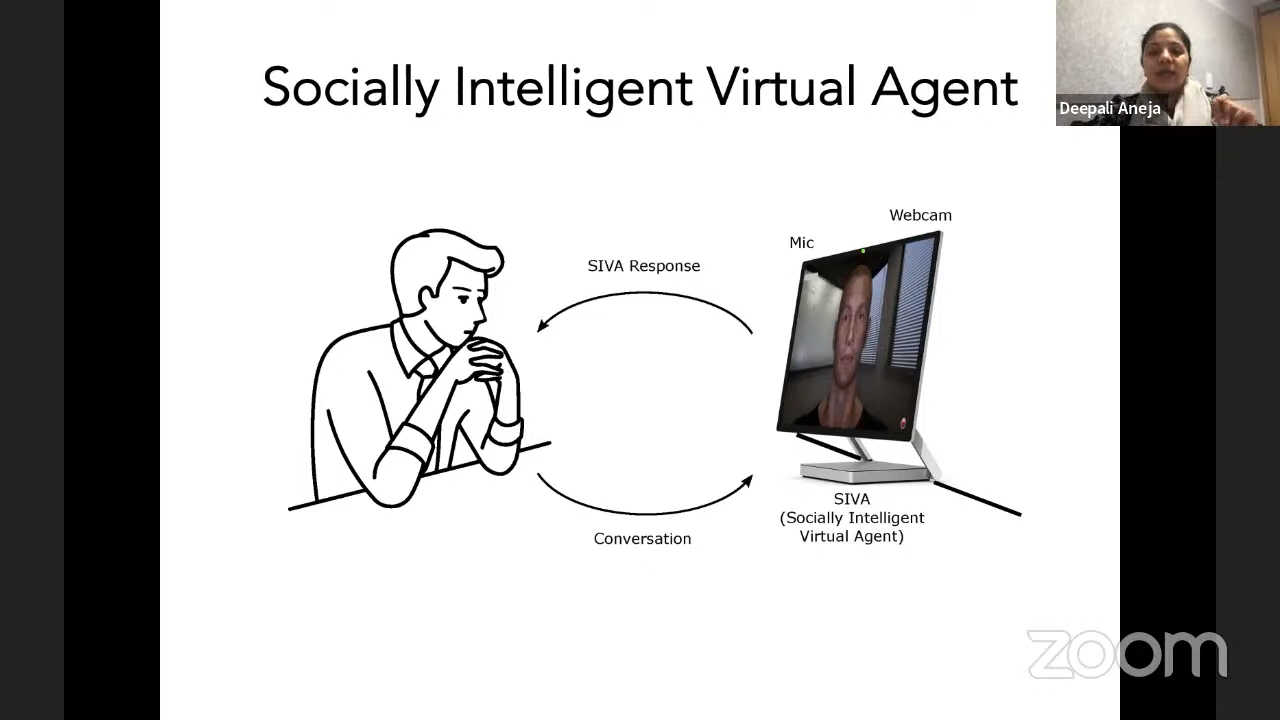 Socially Intelligent Virtual Agent
Deepali Aneja
Webcam
Mic
SIVA Response
SIVA
(Socially Intelligent
Virtual Agent)
Conversation
zoom